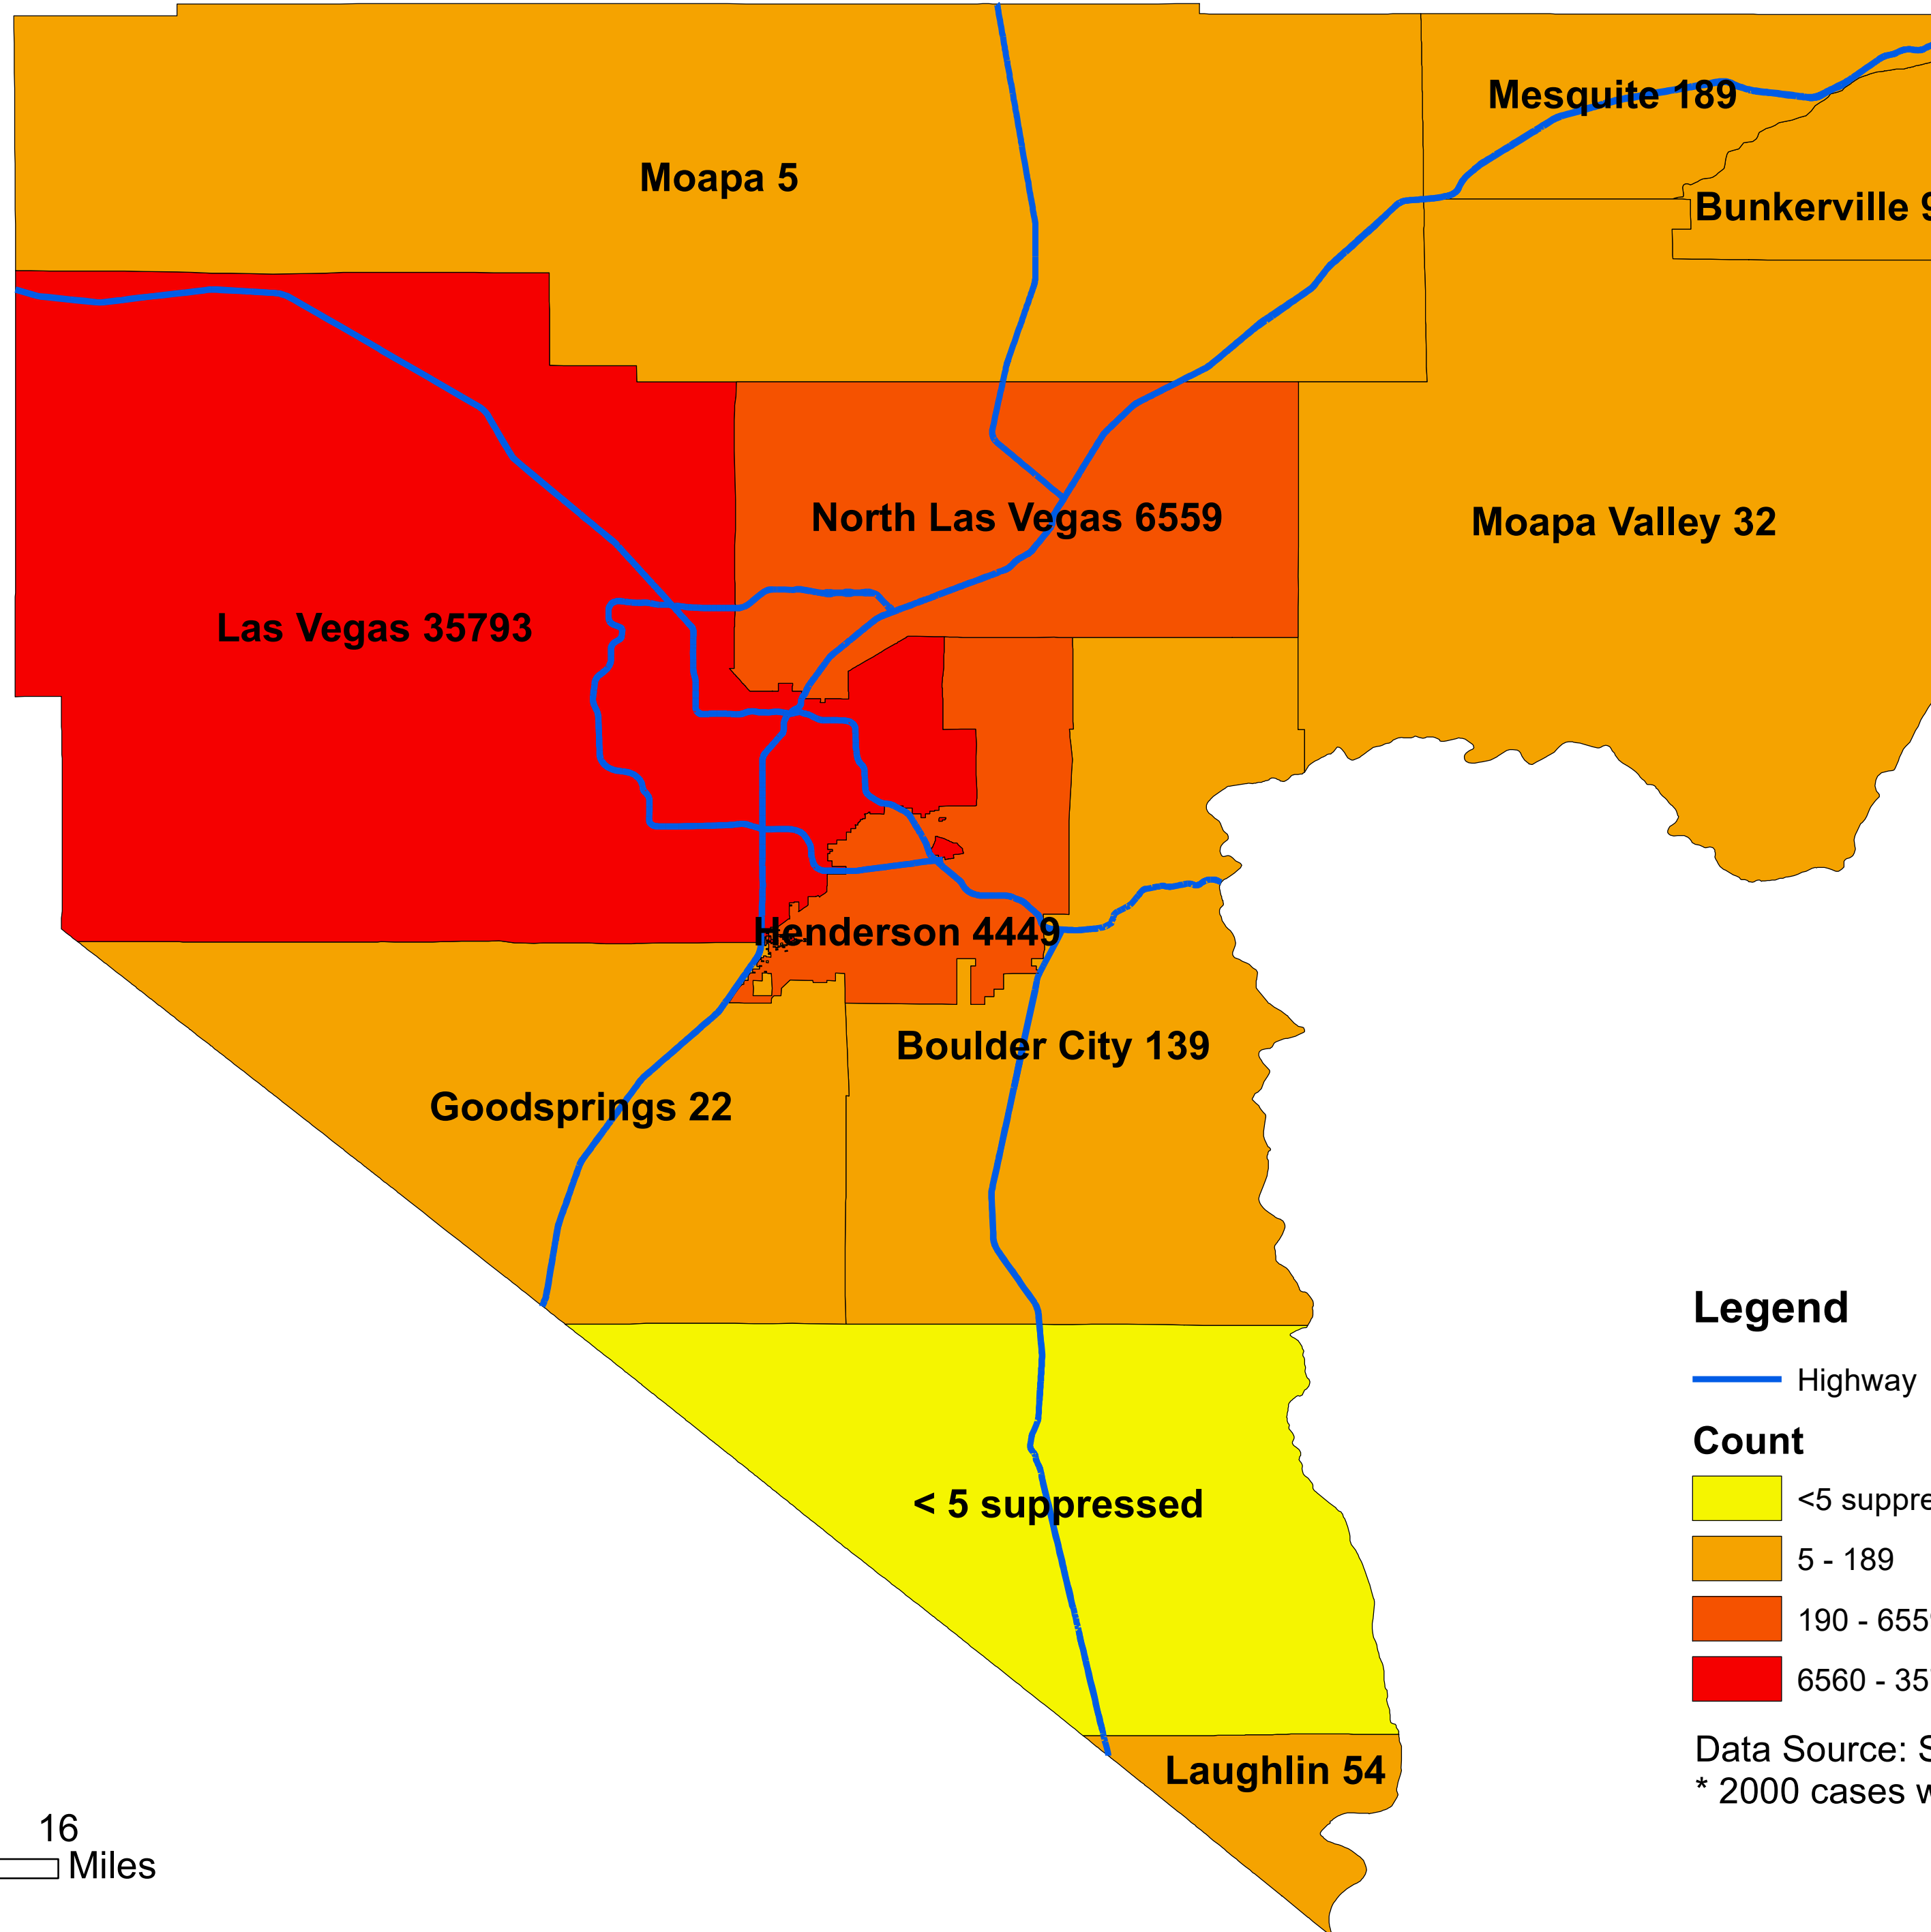 Mesquite 189
Moapa 5
Bunkerville
North Las Vegas 6559
Moapa Valley 32
Las Vegas 35793
Henderson 4449
Boulder City 139
Goodsprings 22
Legend
Highway
Count
< 5 suppressed
<5
5 - 189
190 -
6560 -
Data Source:
Laughlin 54
* 2000 cases
16
Miles